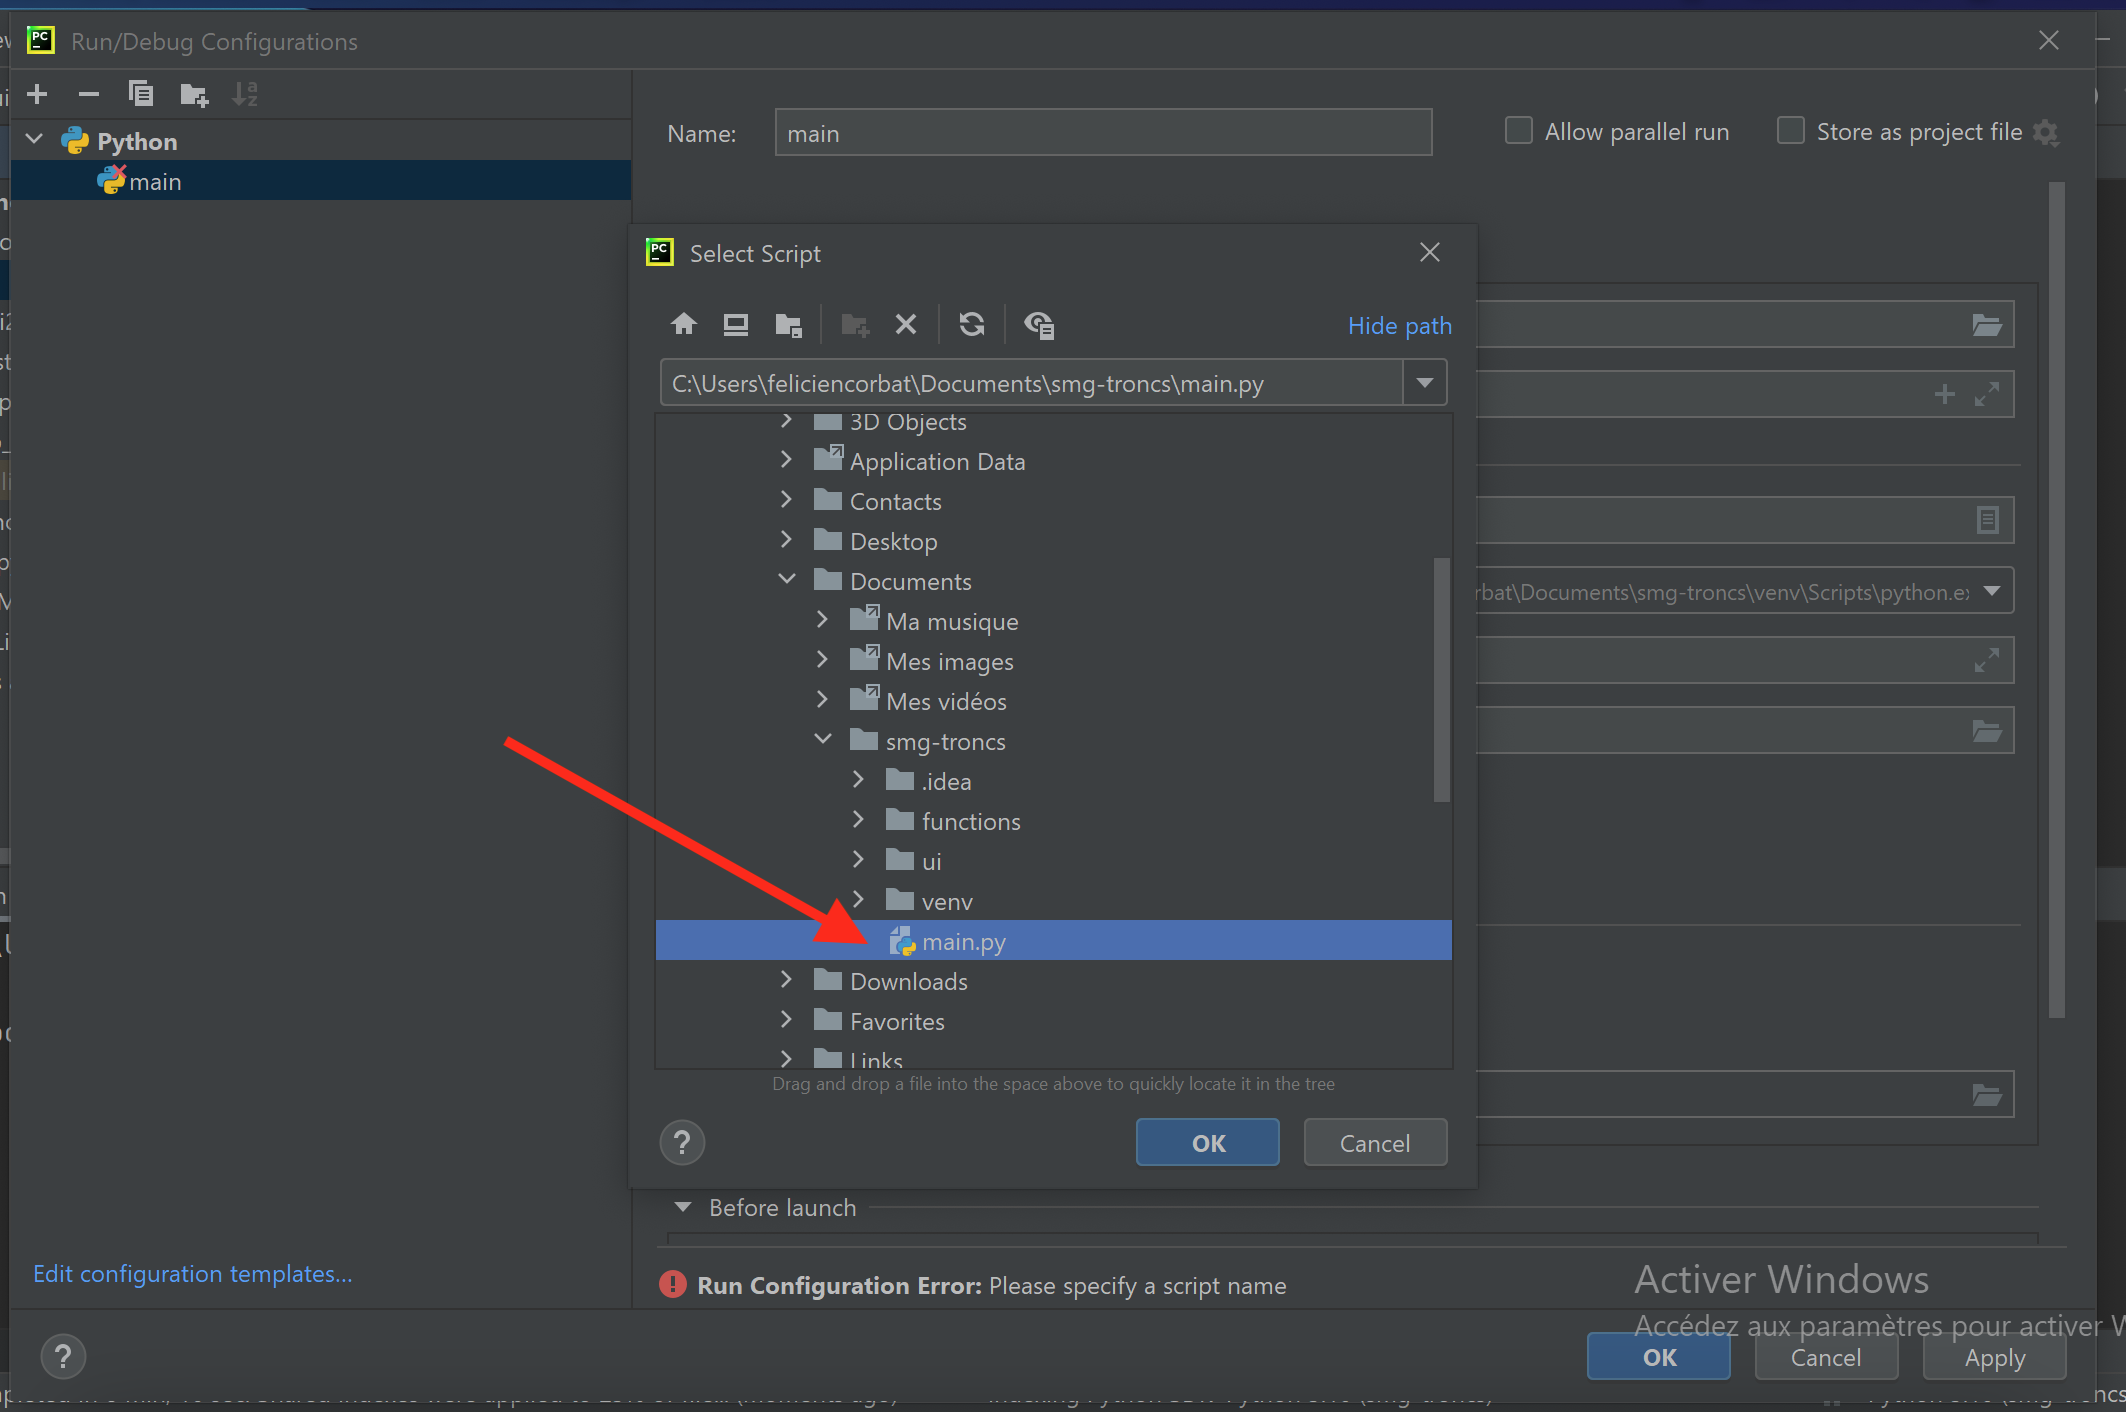 PC Run/Debug Configurations
Python
main
Name: main
Allow parallel run
Store as project file
PC Select Script
Hide path
C:\Users\feliciencorbat\Documents\smg-troncs\main.py
3D Objects
Application Data
Contacts
Desktop
Documents
rbat\Documents\smg-troncs\venv\Scripts\python.e
Ma musique
Mes images
Mes vidéos
smg-troncs
.idea
functions
ui
venv
main.py
Downloads
Favorites
Links
Drag and drop a file into the space above to quickly locate it in the tree
? OK Cancel
Before launch
Edit configuration templates...
Run Configuration Error: Please specify a script name
Activer Windows
Accédez aux paramètres pour activer W
? OK Cancel Apply